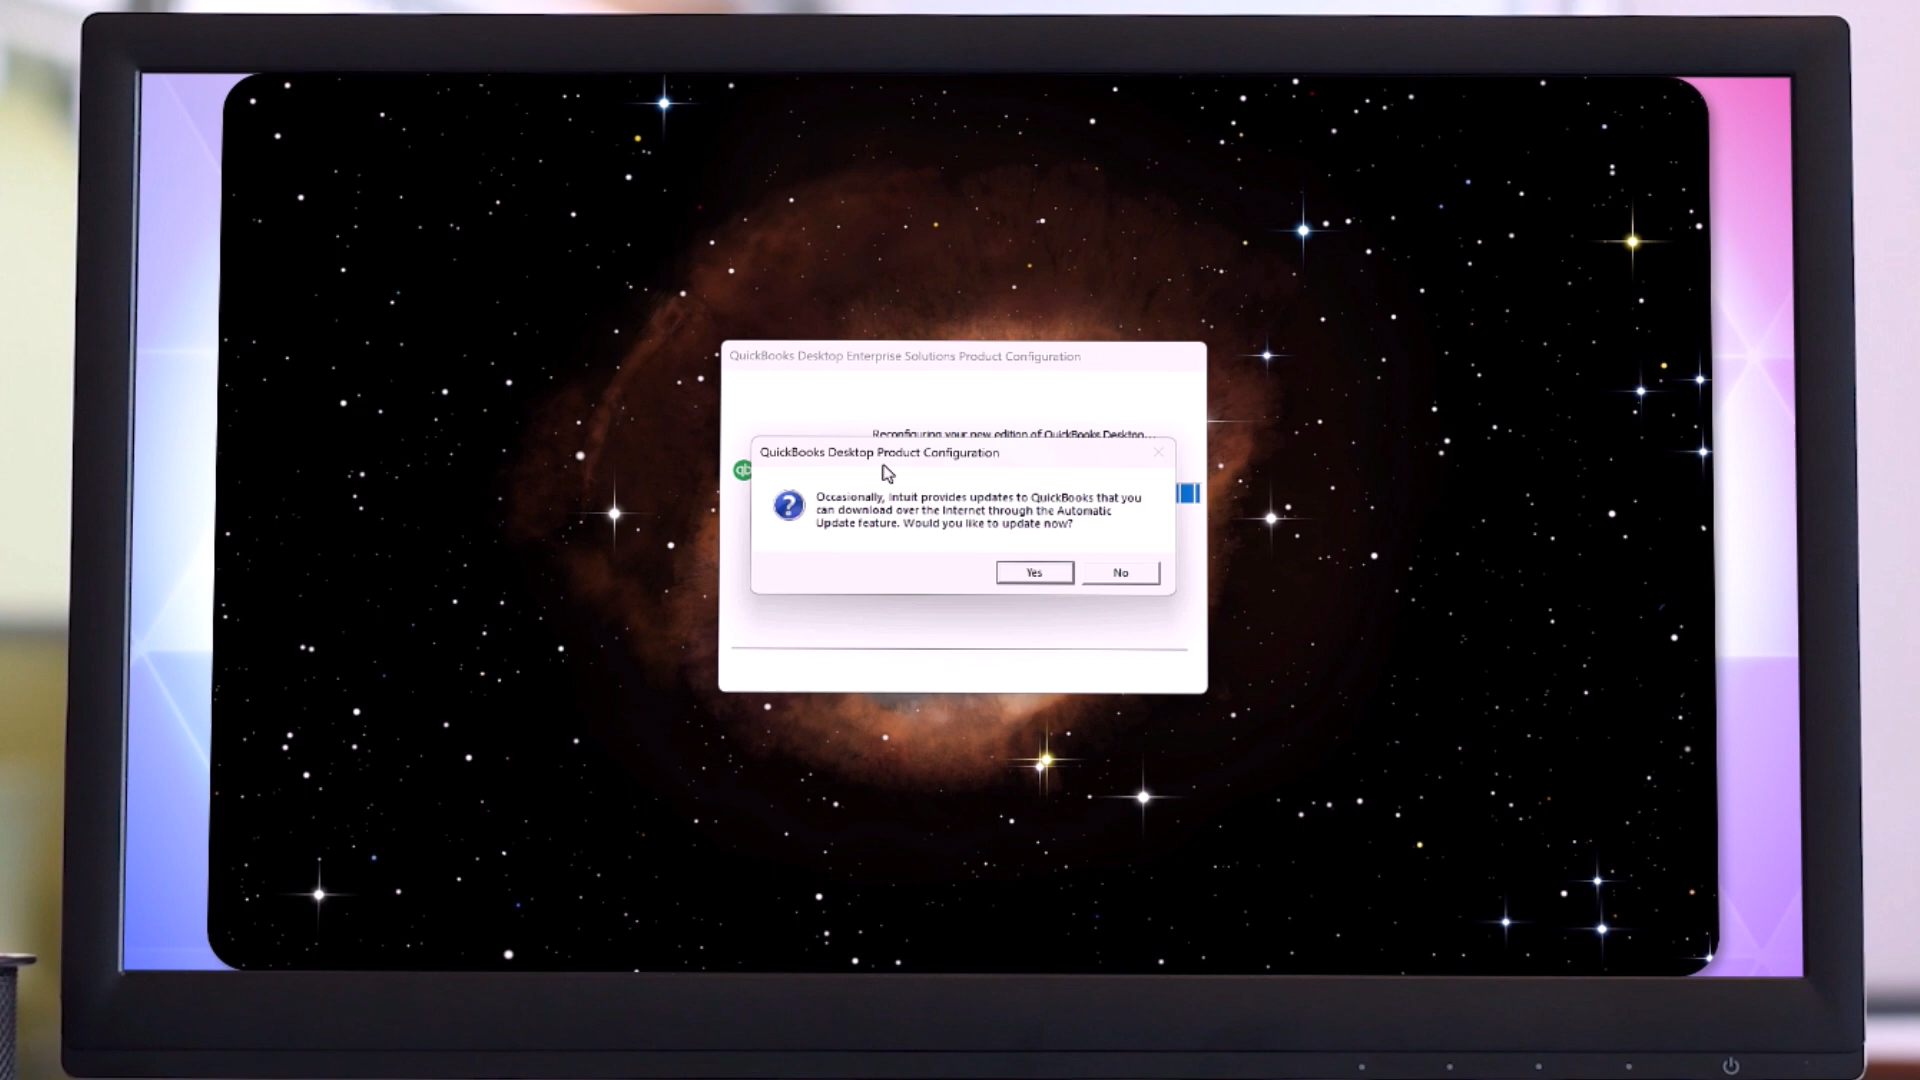 QuickBooks Desktop Enterprise Solutions Product Configuration
Reconfiguring your new edition of QuickBooks Desktop...
qb
QuickBooks Desktop Product Configuration
Occasionally, Intuit provides updates to QuickBooks that you
can download over the Internet through the Automatic
Update feature. Would you like to update now?
Yes
No